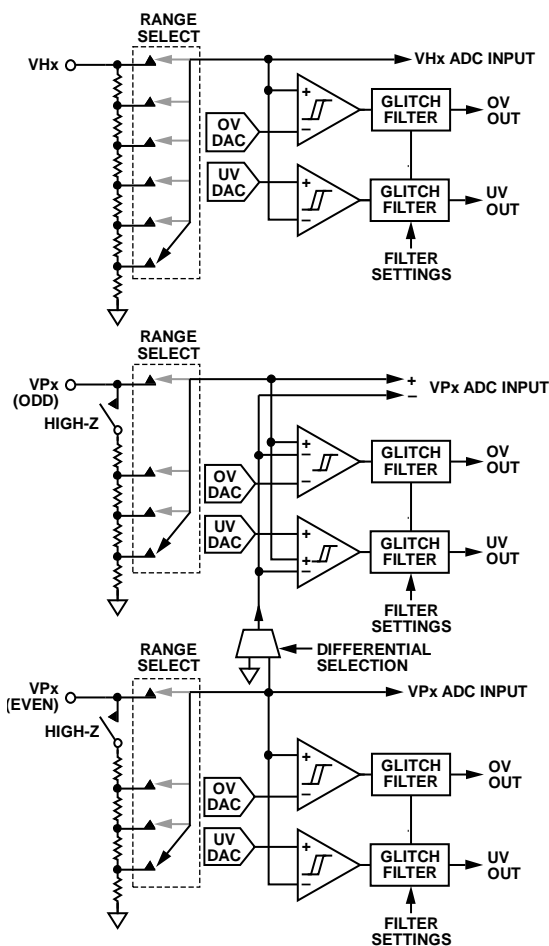 RANGE
SELECT
VHx
VHx ADC INPUT
+
−
OV
DAC
GLITCH
FILTER
OV
OUT
UV
DAC
+
−
GLITCH
FILTER
UV
OUT
FILTER
SETTINGS
RANGE
SELECT
VPx
(ODD)
HIGH-Z
+
−
VPx ADC INPUT
+
−
−
OV
DAC
GLITCH
FILTER
OV
OUT
UV
DAC
+
+
−
GLITCH
FILTER
UV
OUT
FILTER
SETTINGS
DIFFERENTIAL
SELECTION
RANGE
SELECT
VPx
(EVEN)
HIGH-Z
VPx ADC INPUT
+
−
OV
DAC
GLITCH
FILTER
OV
OUT
UV
DAC
+
−
GLITCH
FILTER
UV
OUT
FILTER
SETTINGS